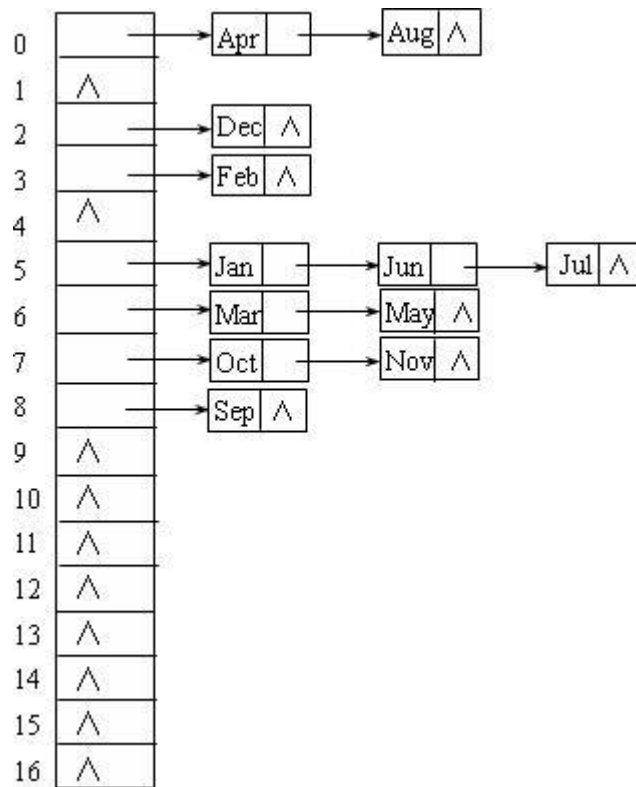 0 Apr Aug ∧
1 ∧
2 Dec ∧
3 Feb ∧
4 ∧
5 Jan Jun Jul ∧
6 Mar May ∧
7 Oct Nov ∧
8 Sep ∧
9 ∧
10 ∧
11 ∧
12 ∧
13 ∧
14 ∧
15 ∧
16 ∧